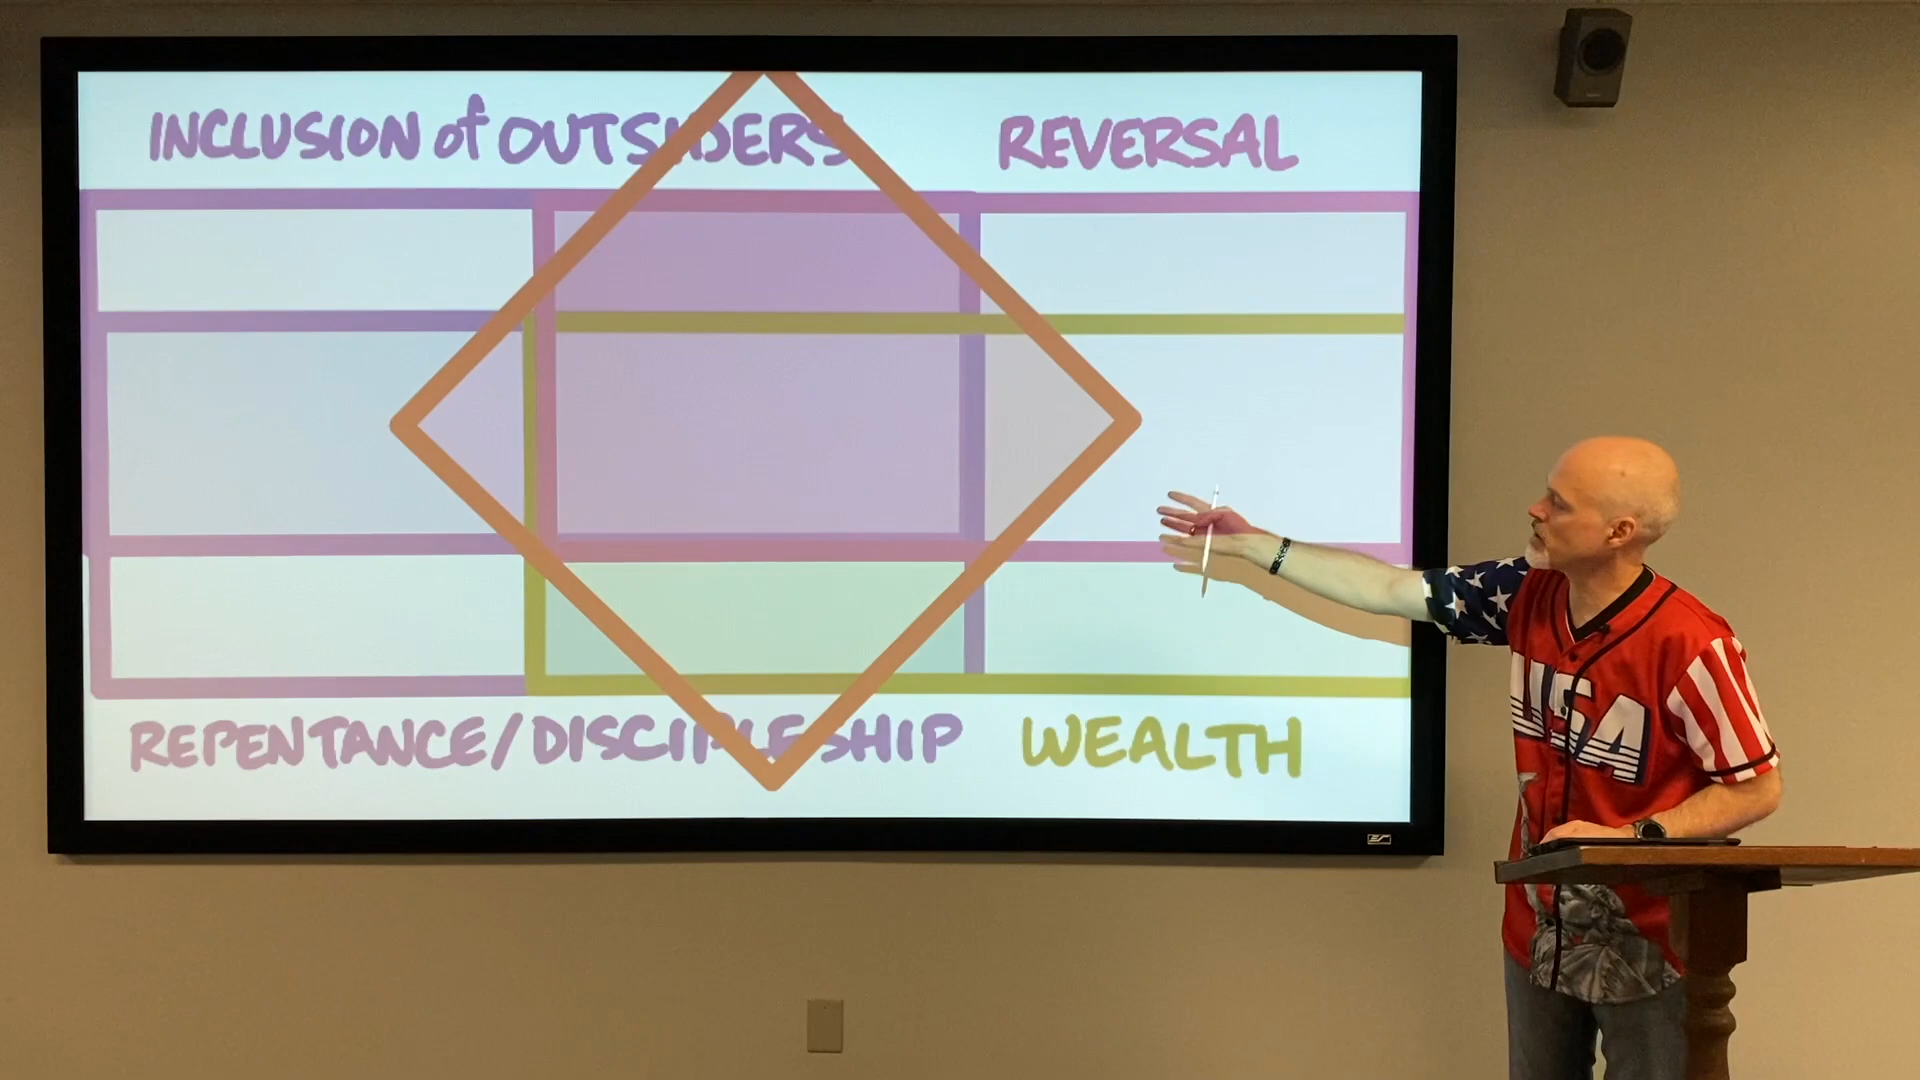 INCLUSION of OUTSIDERS
REVERSAL
REPENTANCE/DISCIPLESHIP
WEALTH
USA